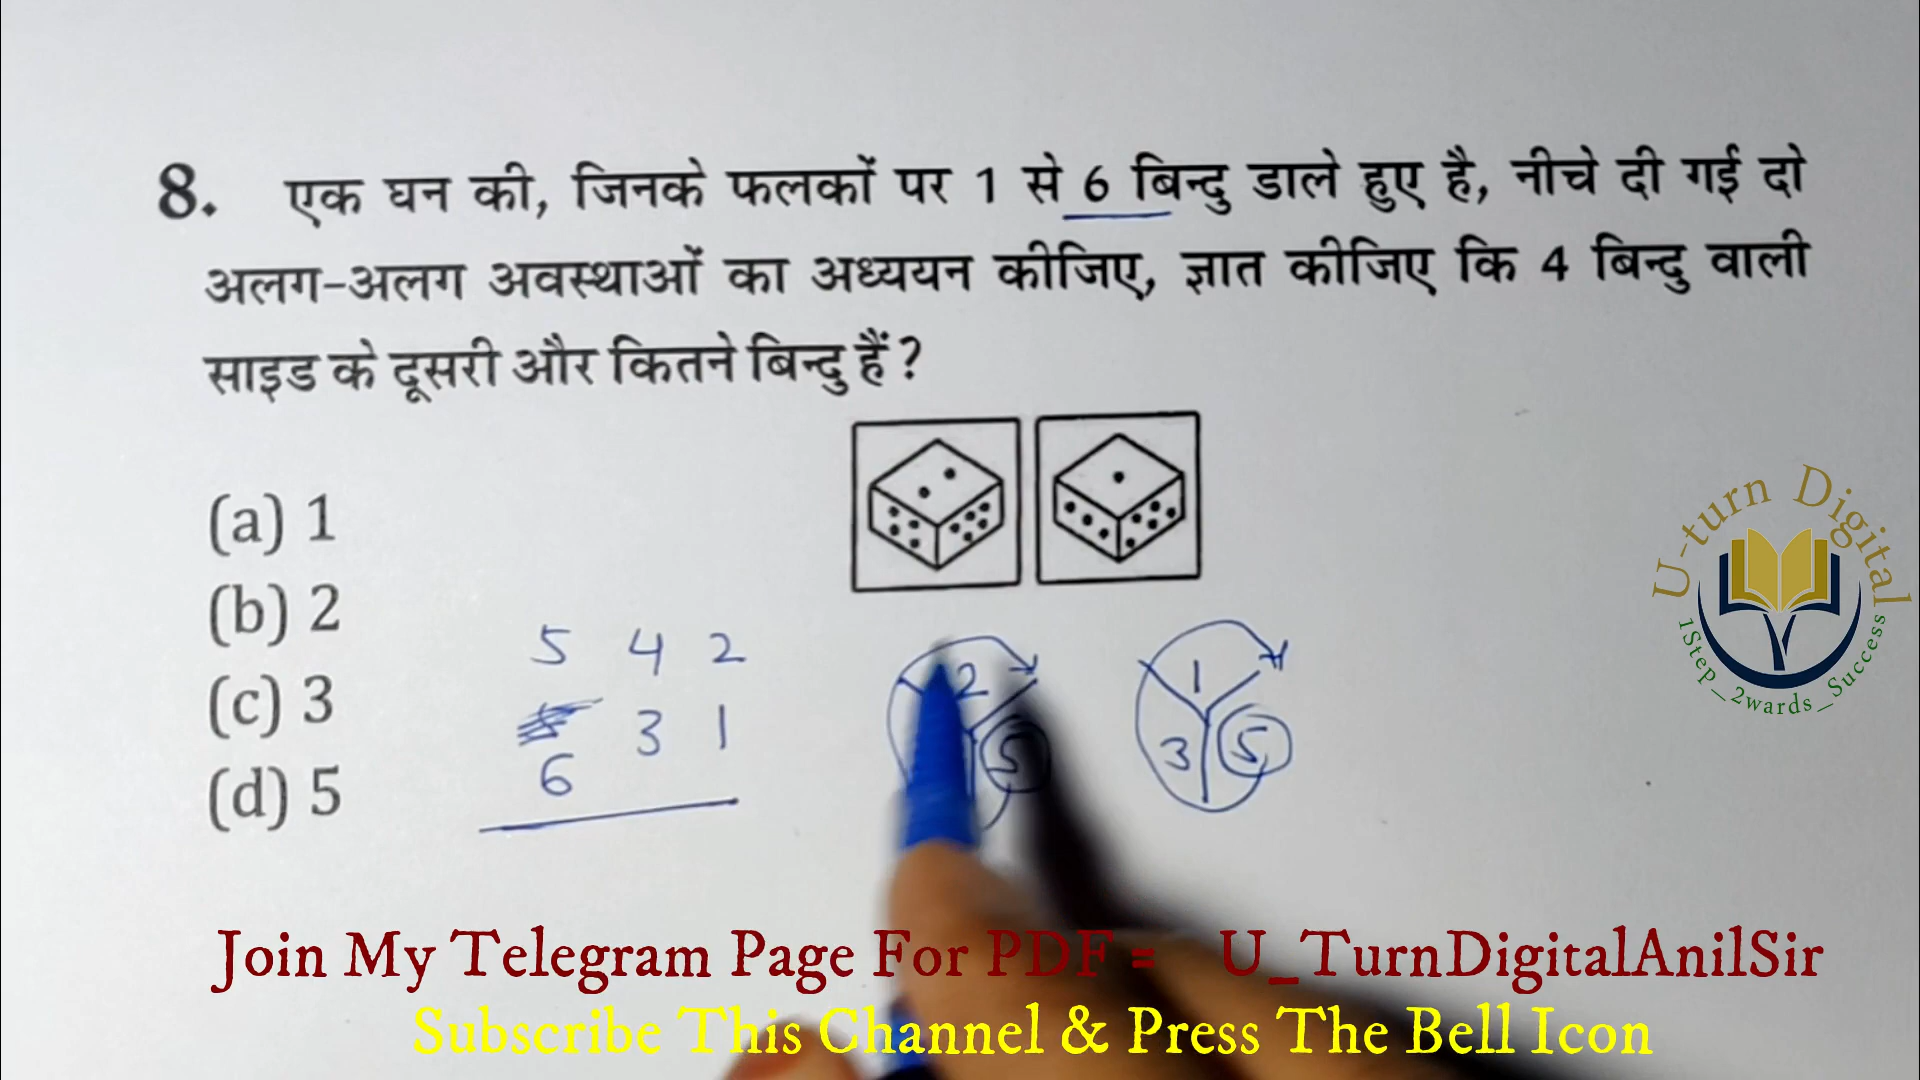 8. एक घन की, जिनके फलकों पर 1 से 6 बिन्दु डाले हुए है, नीचे दी गई दो
अलग-अलग अवस्थाओं का अध्ययन कीजिए, ज्ञात कीजिए कि 4 बिन्दु वाली
साइड के दूसरी और कितने बिन्दु हैं?
(a) 1
(b) 2
(c) 3
(d) 5
5 4 2
3 1
6
2
5
1
3 5
U-turn Digital
1Step_2wards_Success
Join My Telegram Page For PDF = U_TurnDigitalAnilSir
Subscribe This Channel & Press The Bell Icon